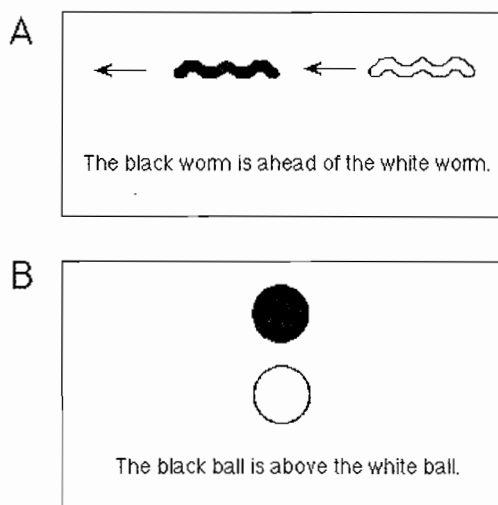 A
The black worm is ahead of the white worm.
B
The black ball is above the white ball.